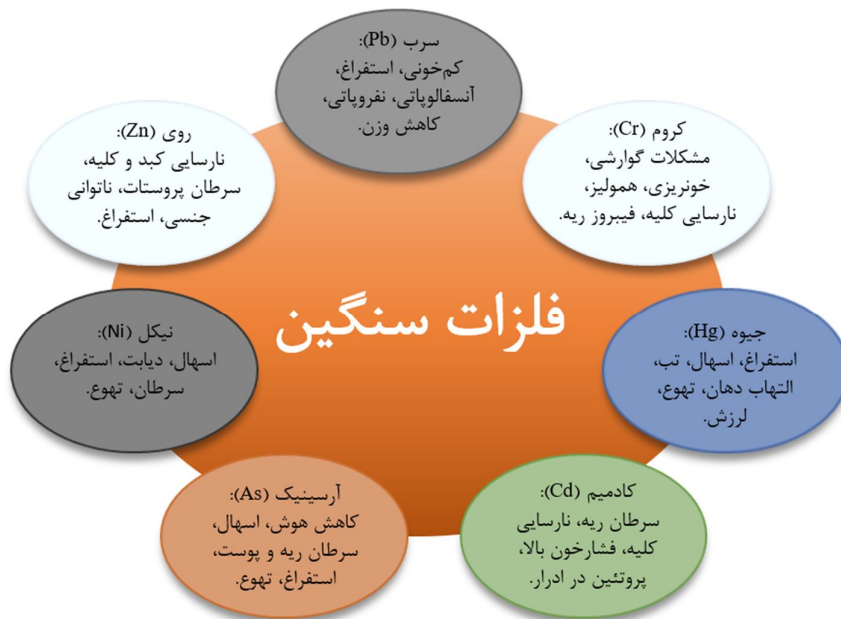 سرب (Pb):
کم‌خونی، استفراغ،
آنسفالوپاتی، نفروپاتی،
کاهش وزن.
کروم (Cr):
مشکلات گوارشی،
خونریزی، همولیز،
نارسایی کلیه، فیبروز ریه.
روی (Zn):
نارسایی کبد و کلیه،
سرطان پروستات، ناتوانی
جنسی، استفراغ.
فلزات سنگین
جیوه (Hg):
استفراغ، اسهال، تب،
التهاب دهان، تهوع،
لرزش.
نیکل (Ni):
اسهال، دیابت، استفراغ،
سرطان، تهوع.
کادمیم (Cd):
سرطان ریه، نارسایی
کلیه، فشارخون بالا،
پروتئین در ادرار.
آرسینیک (As):
کاهش هوش، اسهال،
سرطان ریه و پوست،
استفراغ، تهوع.